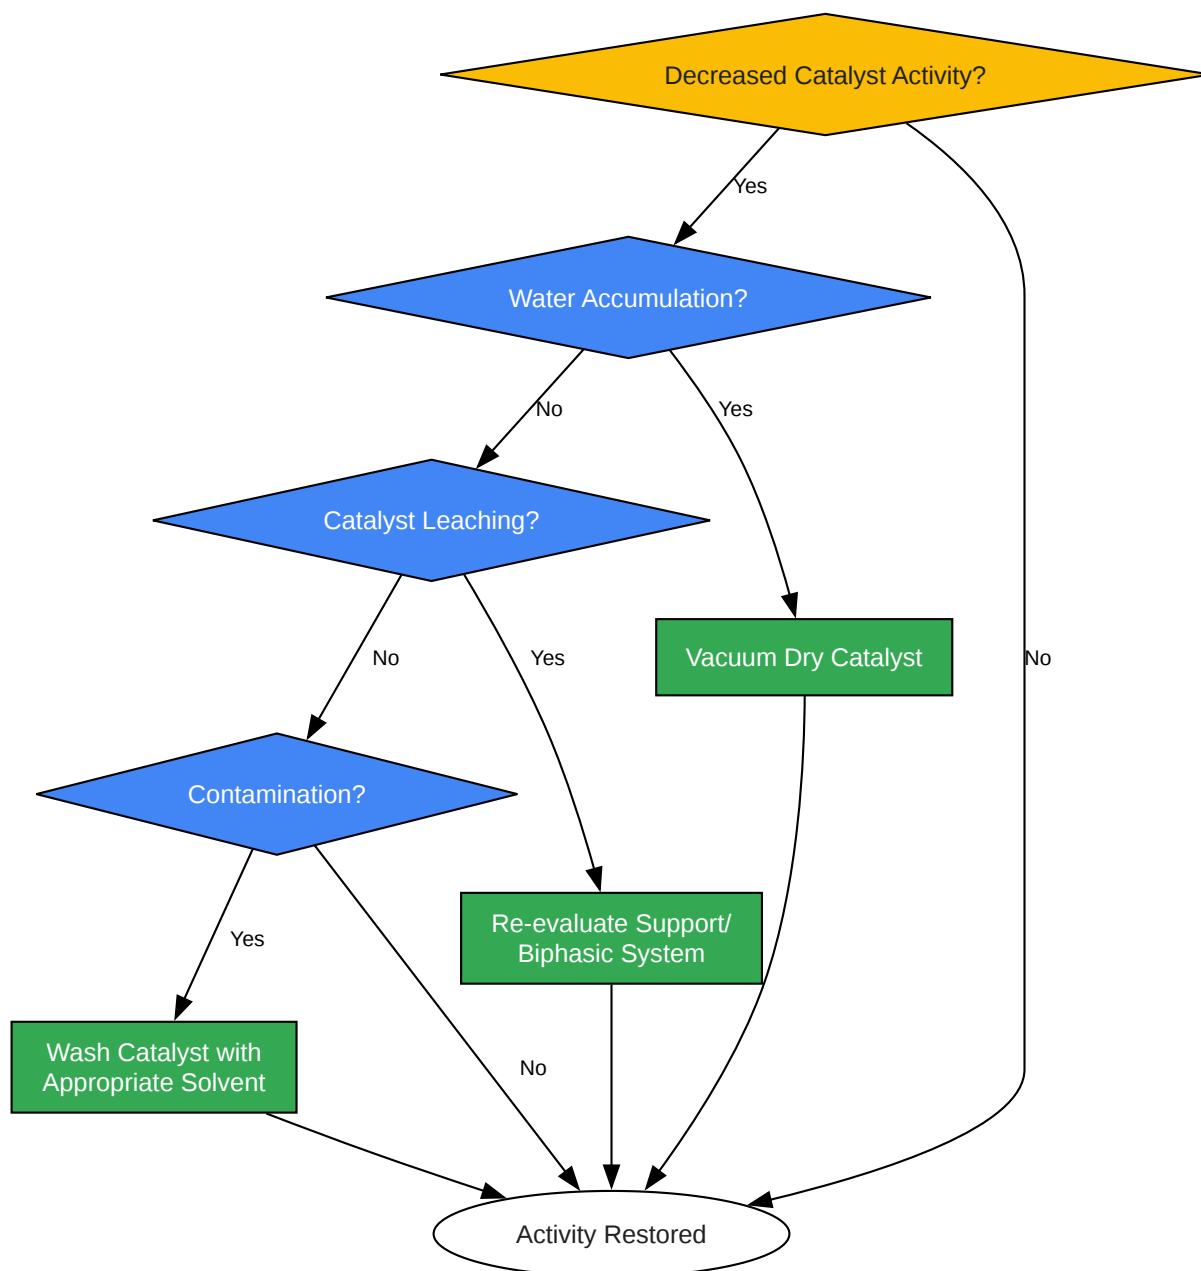 Decreased Catalyst Activity?
Yes
Water Accumulation?
No
Yes
Catalyst Leaching?
No
Yes
Vacuum Dry Catalyst
No
Contamination?
Yes
Re-evaluate Support/
Biphasic System
Wash Catalyst with
Appropriate Solvent
No
Activity Restored